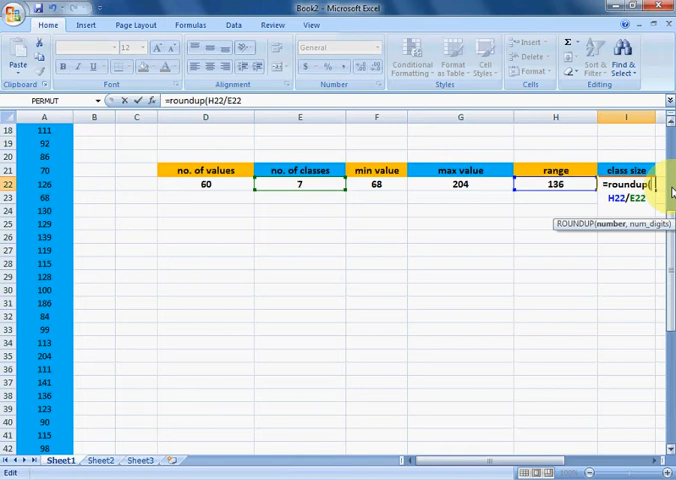 Book2 - Microsoft Excel
Home Insert Page Layout Formulas Data Review View
Paste
Clipboard
12
B I U
Font
Alignment
General
Number
Conditional Formatting
Format as Table
Cell Styles
Styles
Insert
Delete
Format
Cells
Sort & Filter
Find & Select
Editing
PERMUT =roundup(H22/E22
A B C D E F G H I
18 111
19 92
20 86
21 70 no. of values no. of classes min value max value range class size
22 126 60 7 68 204 136 =roundup(
23 68 H22/E22
24 130
25 129 ROUNDUP(number, num_digits)
26 139
27 119
28 115
29 128
30 100
31 186
32 84
33 99
34 113
35 204
36 111
37 141
38 136
39 123
40 90
41 115
42 98
Sheet1 Sheet2 Sheet3
Edit